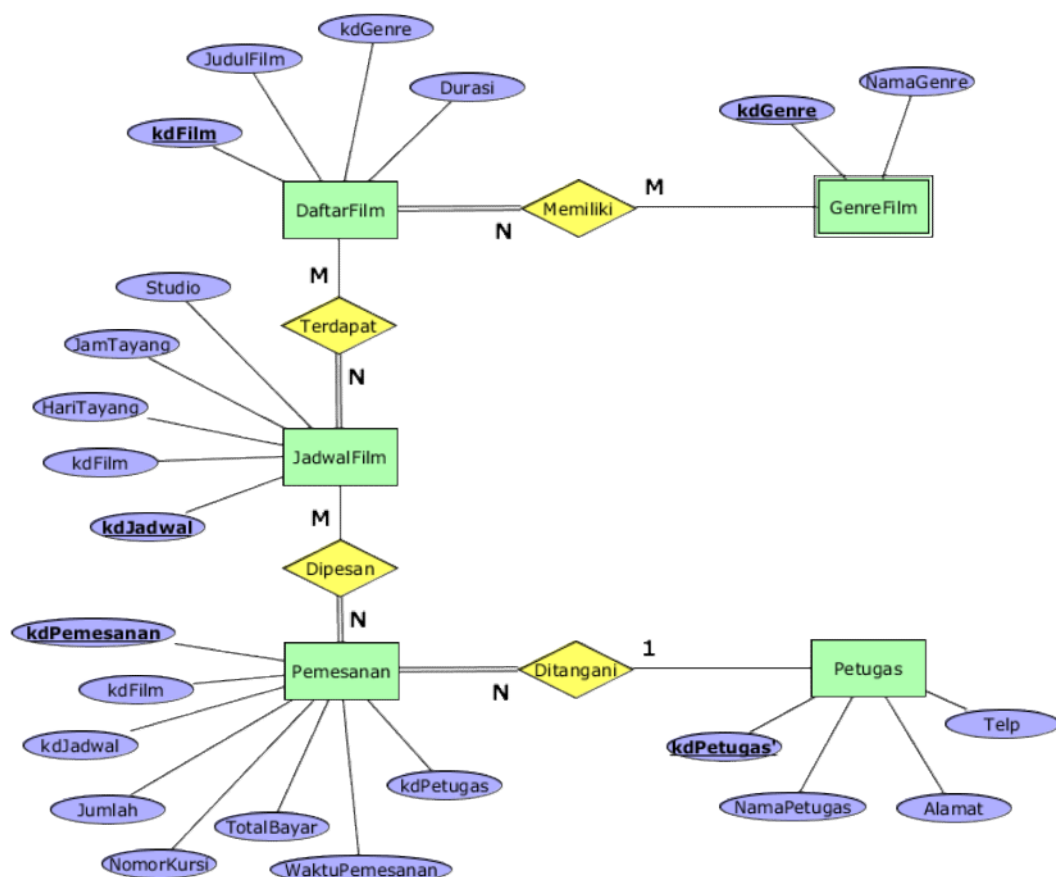 kdGenre
JudulFilm
Durasi
kdFilm
NamaGenre
kdGenre
DaftarFilm
N
Memiliki
M
GenreFilm
M
Terdapat
N
Studio
JamTayang
HariTayang
kdFilm
kdJadwal
JadwalFilm
M
Dipesan
N
kdPemesanan
kdFilm
kdJadwal
Jumlah
NomorKursi
TotalBayar
WaktuPemesanan
kdPetugas
Pemesanan
N
Ditangani
1
Petugas
kdPetugas'
NamaPetugas
Alamat
Telp